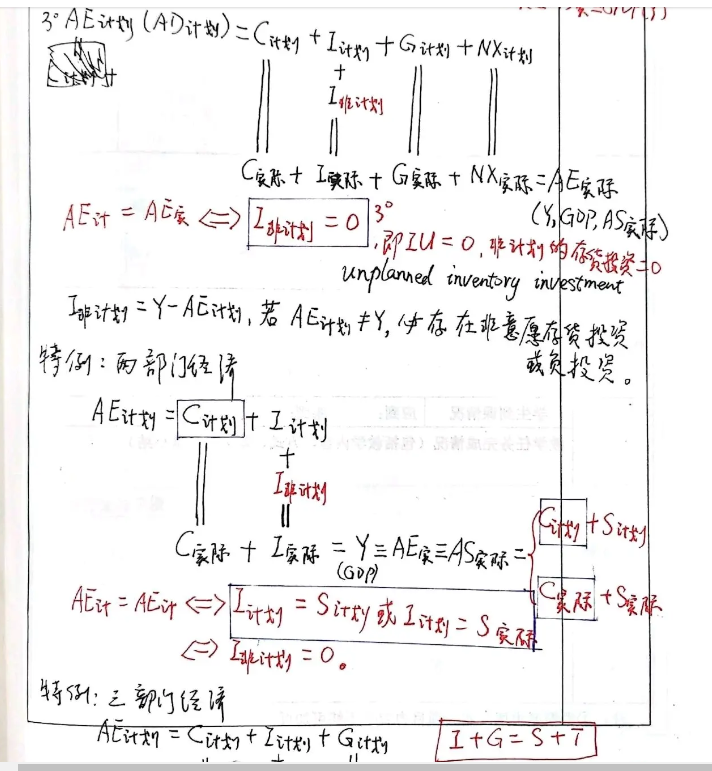 3° AE计划 (AD计划) = C计划 + I计划 + G计划 + NX计划
+
I非计划
C实际 + I实际 + G实际 + NX实际 = AE实际
(Y, GDP, AS实际)
AE计 = AE实 <=> I非计划 = 0 3°
, 即IU = 0, 非计划的存货投资=0
unplanned inventory investment
I非计划 = Y - AE计划, 若 AE计划 ≠ Y, 存在非意愿存货投资
或负投资。
特例: 两部门经济
AE计划 = C计划 + I计划
+
I非计划
C实际 + I实际 = Y ≡ AE实 ≡ AS实际 =
(GDP)
C计划 + S计划
C实际 + S实际
AE计 = AE计 <=> I计划 = S计划 或 I计划 = S实际
<=> I非计划 = 0。
特例: 三部门经济
AE计划 = C计划 + I计划 + G计划
I + G = S + T